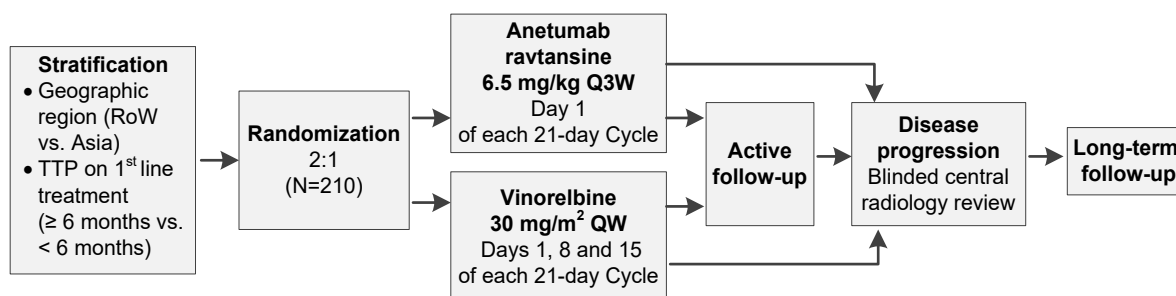 Stratification
• Geographic
region (RoW
vs. Asia)
• TTP on 1st line
treatment
(≥ 6 months vs.
< 6 months)
Randomization
2:1
(N=210)
Anetumab
ravtansine
6.5 mg/kg Q3W
Day 1
of each 21-day Cycle
Vinorelbine
30 mg/m² QW
Days 1, 8 and 15
of each 21-day Cycle
Active
follow-up
Disease
progression
Blinded central
radiology review
Long-term
follow-up